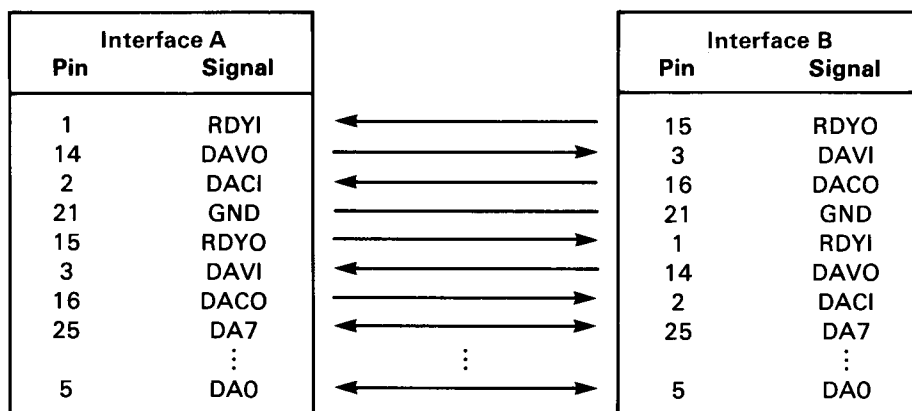 Interface A Interface B
Pin Signal Pin Signal
1 RDYI 15 RDYO
14 DAVO 3 DAVI
2 DACI 16 DACO
21 GND 21 GND
15 RDYO 1 RDYI
3 DAVI 14 DAVO
16 DACO 2 DACI
25 DA7 25 DA7
5 DA0 5 DA0